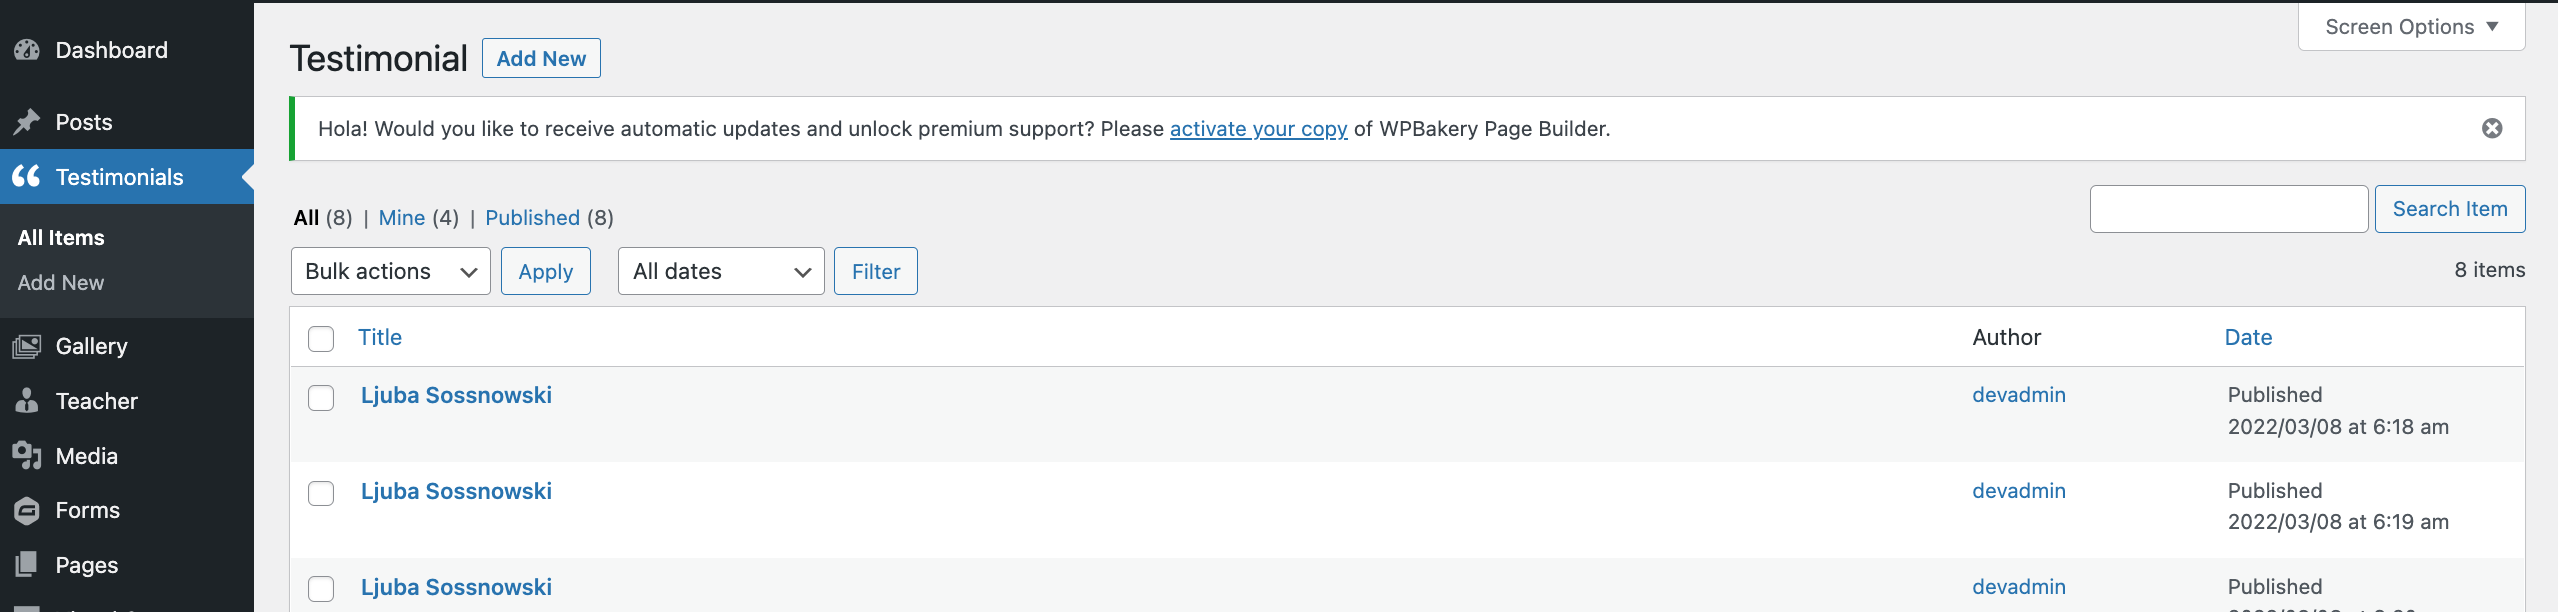 Dashboard
Posts
Testimonials
All Items
Add New
Gallery
Teacher
Media
Forms
Pages
Screen Options ▼
Testimonial Add New
Hola! Would you like to receive automatic updates and unlock premium support? Please activate your copy of WPBakery Page Builder.
All (8) | Mine (4) | Published (8)
Search Item
Bulk actions Apply All dates Filter
8 items
Title Author Date
Ljuba Sossnowski devadmin Published
2022/03/08 at 6:18 am
Ljuba Sossnowski devadmin Published
2022/03/08 at 6:19 am
Ljuba Sossnowski devadmin Published